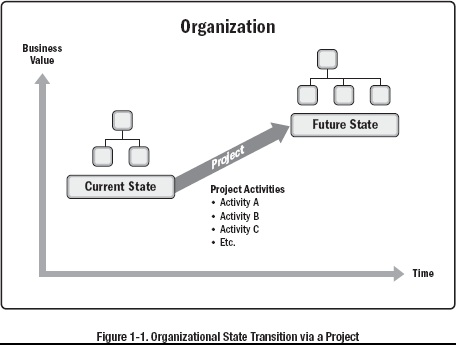 Organization
Business
Value
Future State
Project
Current State
Project Activities
• Activity A
• Activity B
• Activity C
• Etc.
Time
Figure 1-1. Organizational State Transition via a Project